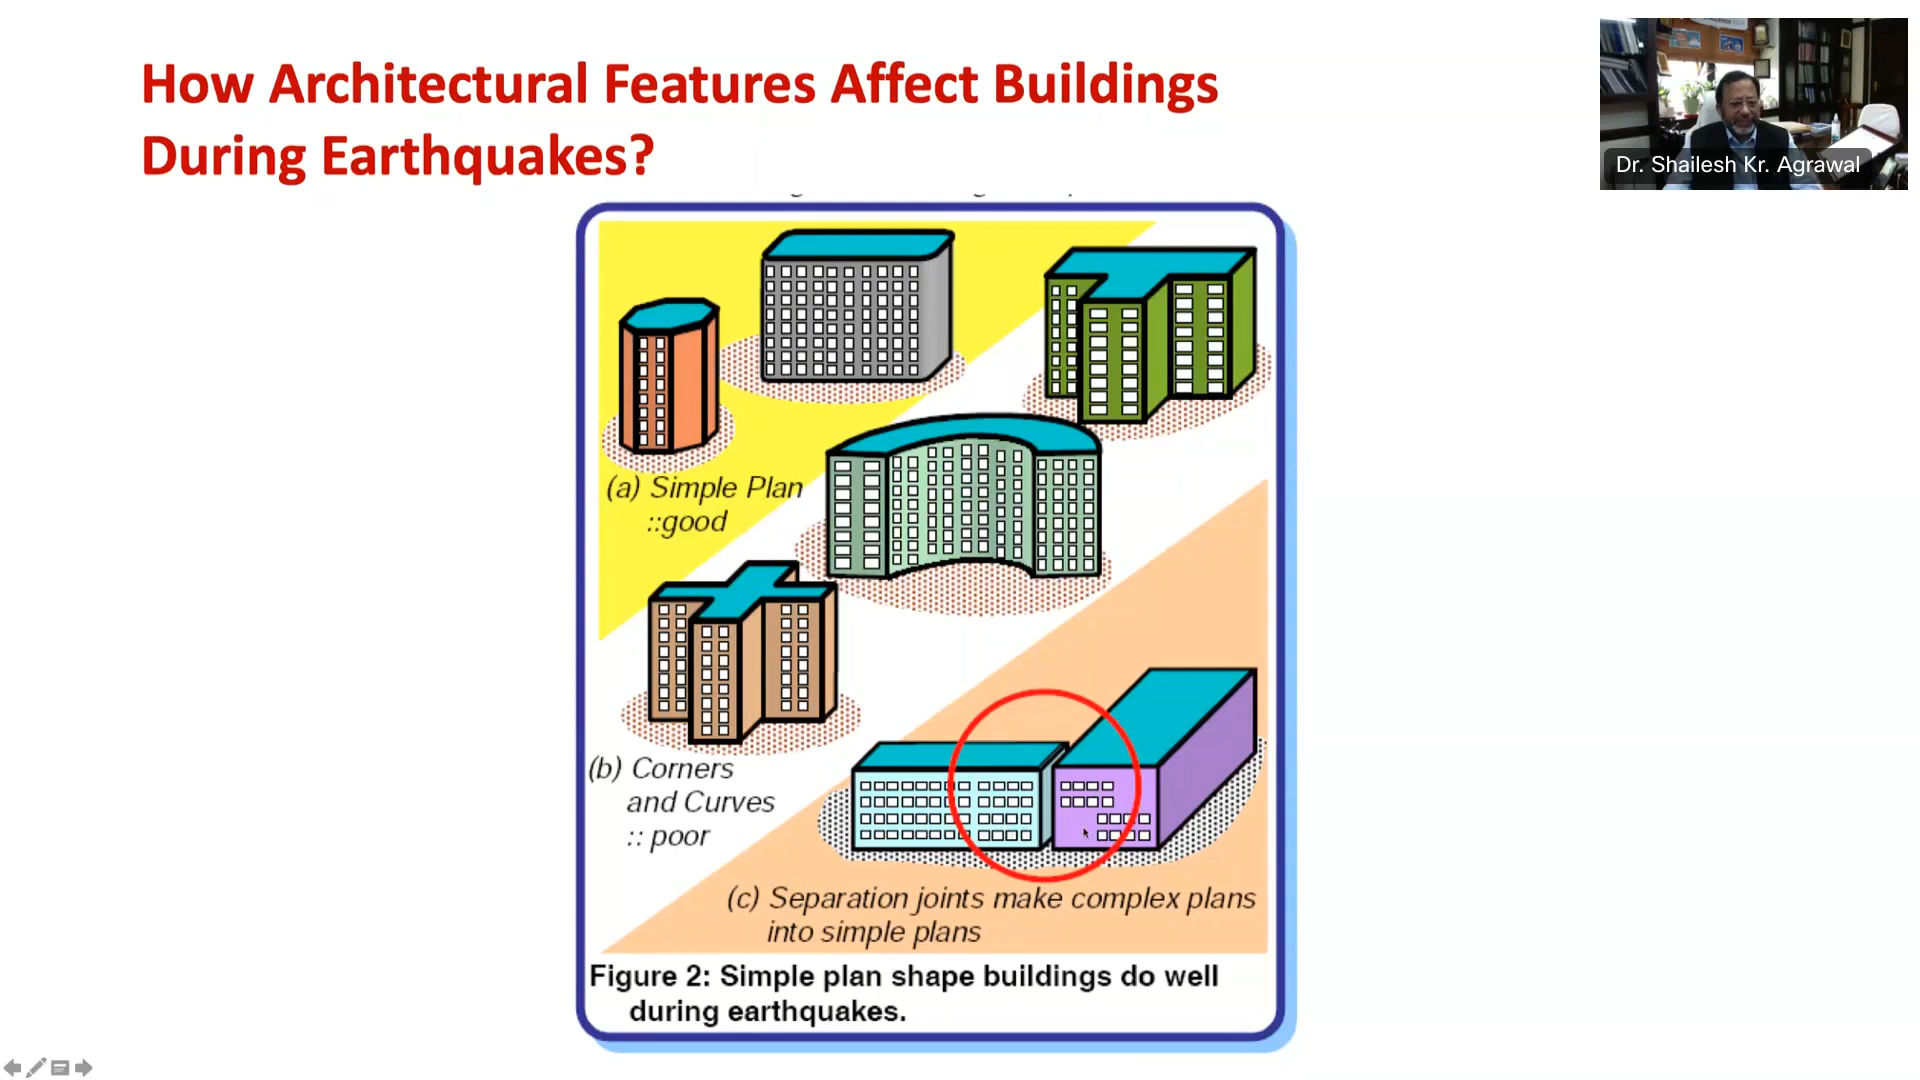 How Architectural Features Affect Buildings
During Earthquakes?
Dr. Shailesh Kr. Agrawal
(a) Simple Plan
::good
(b) Corners
and Curves
:: poor
(c) Separation joints make complex plans
into simple plans
Figure 2: Simple plan shape buildings do well
during earthquakes.